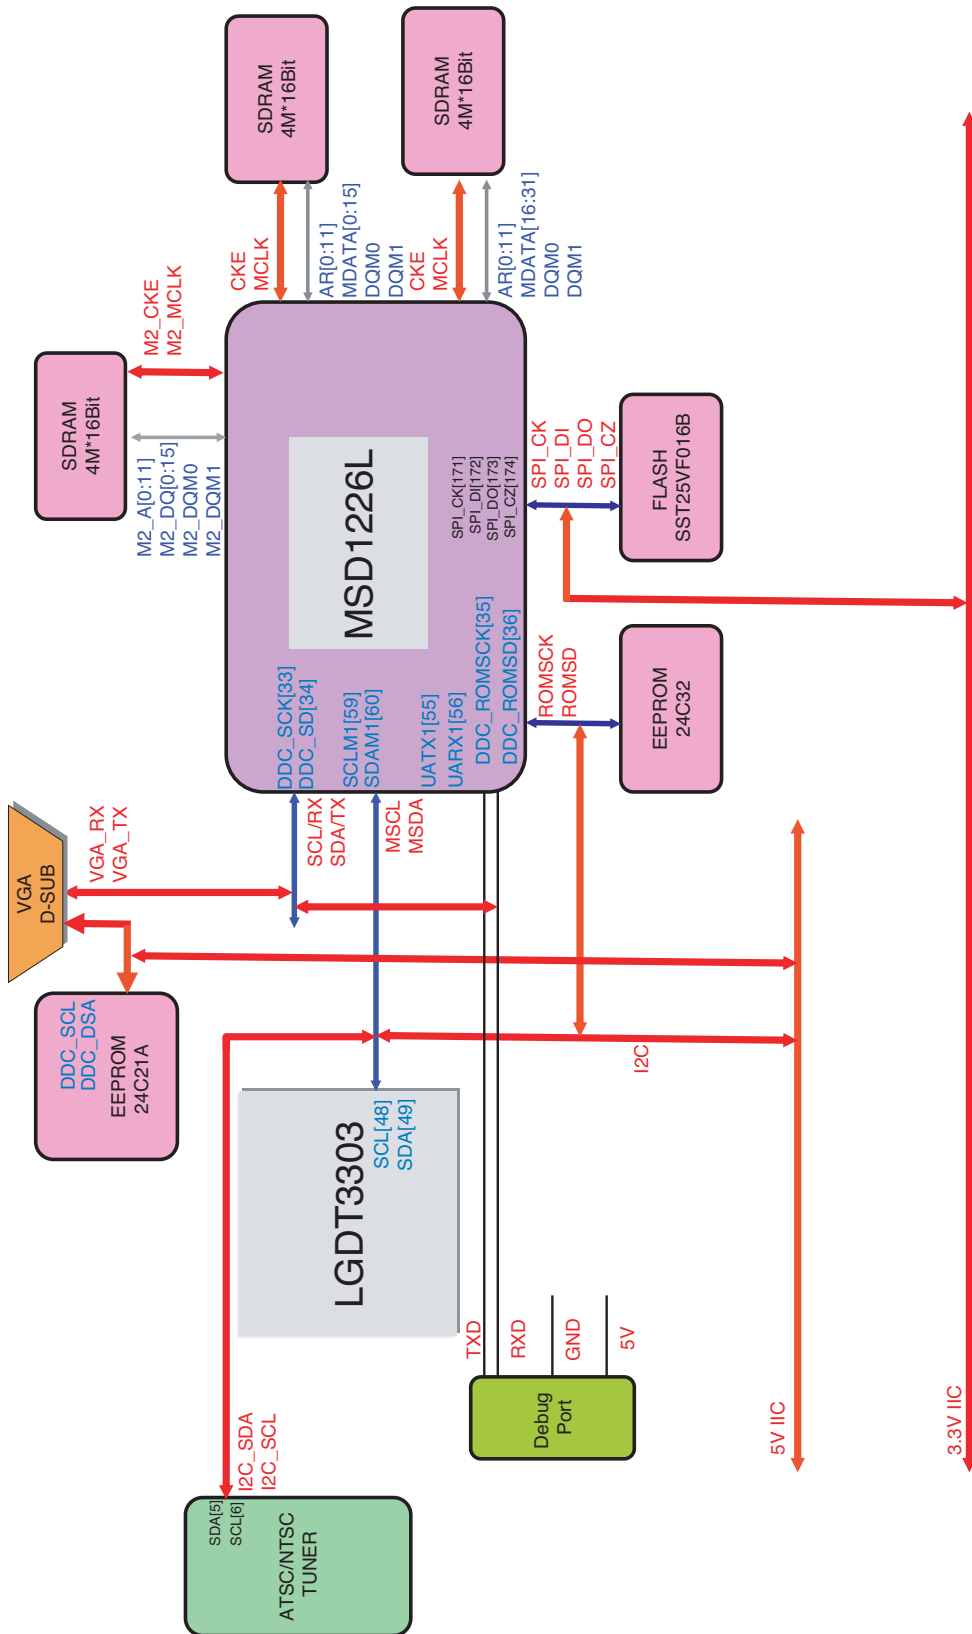 SDRAM
4M*16Bit
SDRAM
4M*16Bit
SDRAM
4M*16Bit
M2_CKE
M2_MCLK
M2_A[0:11]
M2_DQ[0:15]
M2_DQM0
M2_DQM1
CKE
MCLK
AR[0:11]
MDATA[0:15]
DQM0
DQM1
CKE
MCLK
AR[0:11]
MDATA[16:31]
DQM0
DQM1
MSD1226L
SPI_CK[171]
SPI_DI[172]
SPI_DO[173]
SPI_CZ[174]
DDC_SCK[33]
DDC_SD[34]
SCLM1[59]
SDAM1[60]
UATX1[55]
UARX1[56]
DDC_ROMSCK[35]
DDC_ROMSD[36]
SPI_CK
SPI_DI
SPI_DO
SPI_CZ
FLASH
SST25VF016B
ROMSCK
ROMSD
EEPROM
24C32
VGA
D-SUB
VGA_RX
VGA_TX
SCL/RX
SDA/TX
MSCL
MSDA
DDC_SCL
DDC_DSA
EEPROM
24C21A
I2C
LGDT3303
SCL[48]
SDA[49]
TXD
RXD
GND
5V
Debug
Port
I2C_SDA
I2C_SCL
SDA[5]
SCL[6]
ATSC/NTSC
TUNER
5V IIC
3.3V IIC